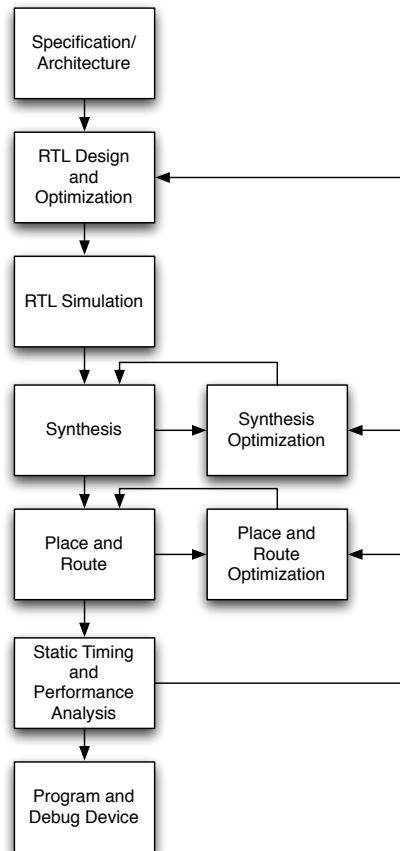 Specification/
Architecture
RTL Design
and
Optimization
RTL Simulation
Synthesis
Synthesis
Optimization
Place and
Route
Place and
Route
Optimization
Static Timing
and
Performance
Analysis
Program and
Debug Device